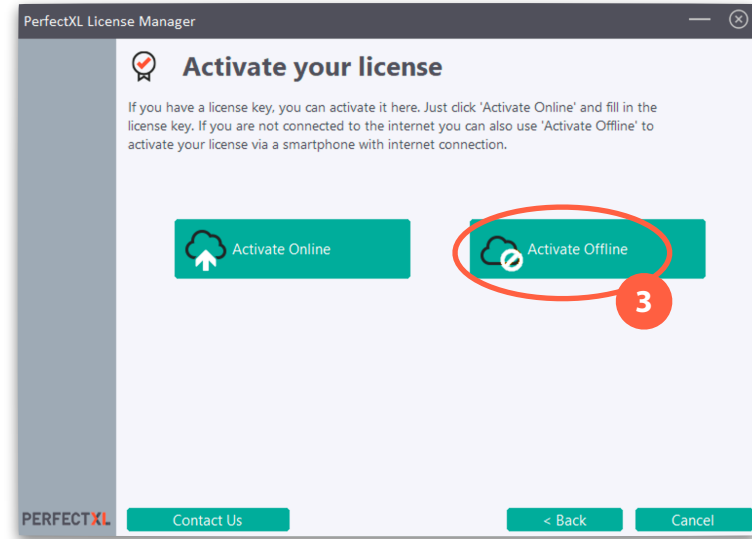 PerfectXL License Manager
Activate your license
If you have a license key, you can activate it here. Just click 'Activate Online' and fill in the
license key. If you are not connected to the internet you can also use 'Activate Offline' to
activate your license via a smartphone with internet connection.
Activate Online
Activate Offline
3
PERFECTXL
Contact Us
< Back
Cancel